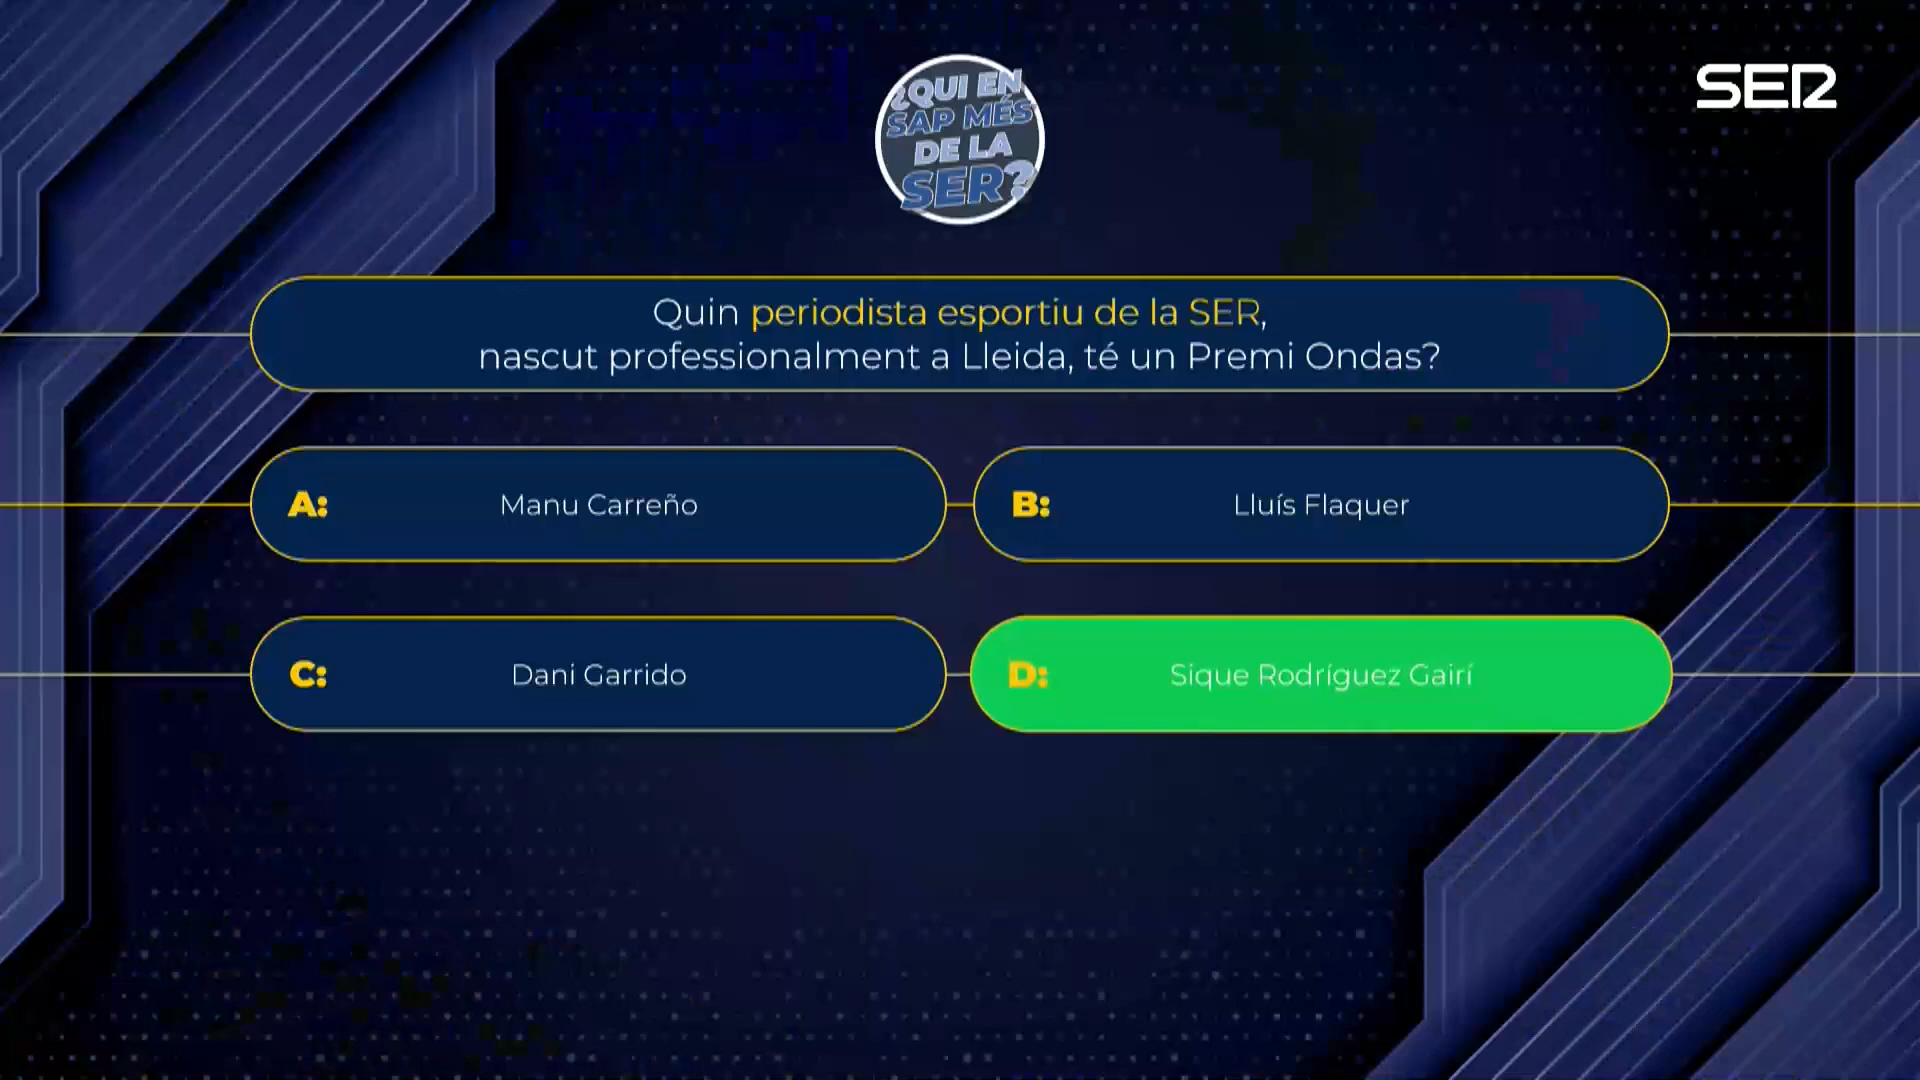 ¿QUI EN
SAP MÉS
DE LA
SER?
SER
Quin periodista esportiu de la SER,
nascut professionalment a Lleida, té un Premi Ondas?
A: Manu Carreño
B: Lluís Flaquer
C: Dani Garrido
D: Sique Rodríguez Gairí